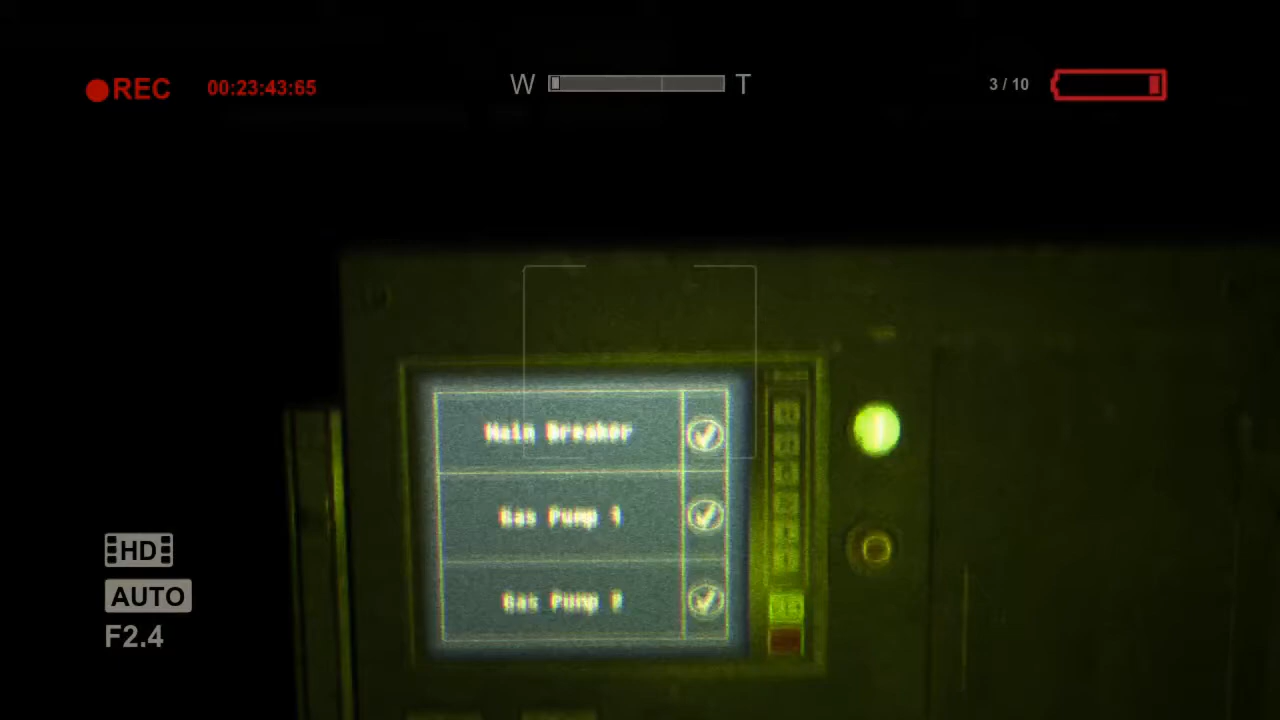 REC 00:23:43:65 W T 3 / 10
Main Breaker
Gas Pump 1
Gas Pump 2
HD
AUTO
F2.4